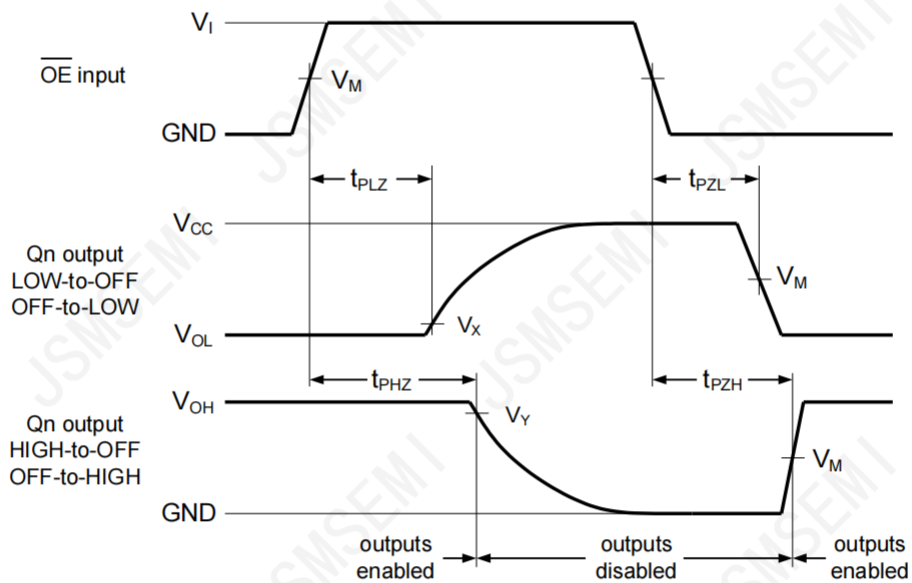 V_I
O̅E̅ input
V_M
GND
t_PLZ
t_PZL
V_CC
Qn output
LOW-to-OFF
OFF-to-LOW
V_M
V_X
V_OL
t_PHZ
t_PZH
V_OH
Qn output
HIGH-to-OFF
OFF-to-HIGH
V_Y
V_M
GND
outputs
enabled
outputs
disabled
outputs
enabled
JSMSEMI
JSMSEMI
JSMSEMI
JSMSEMI
JSMSEMI
JSMSEMI